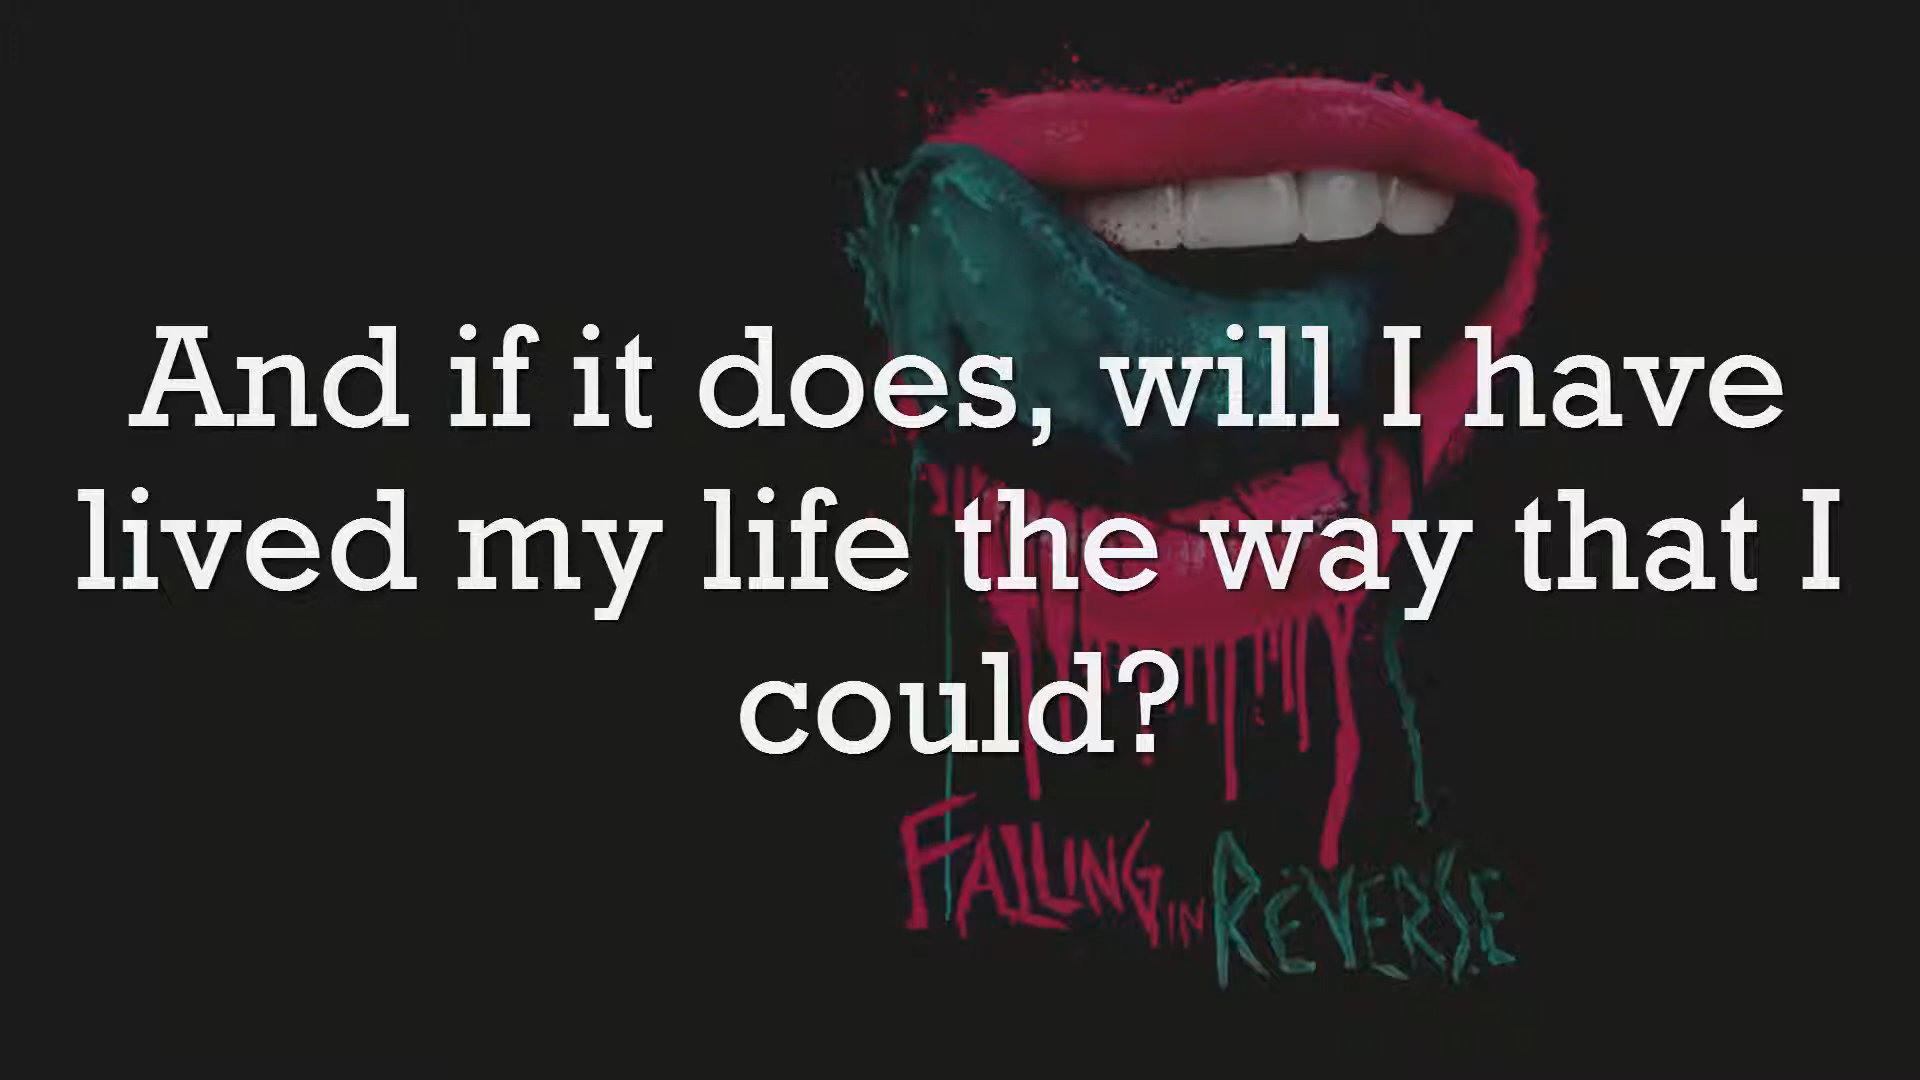 And if it does, will I have
lived my life the way that I
could?
FALLING IN REVERSE